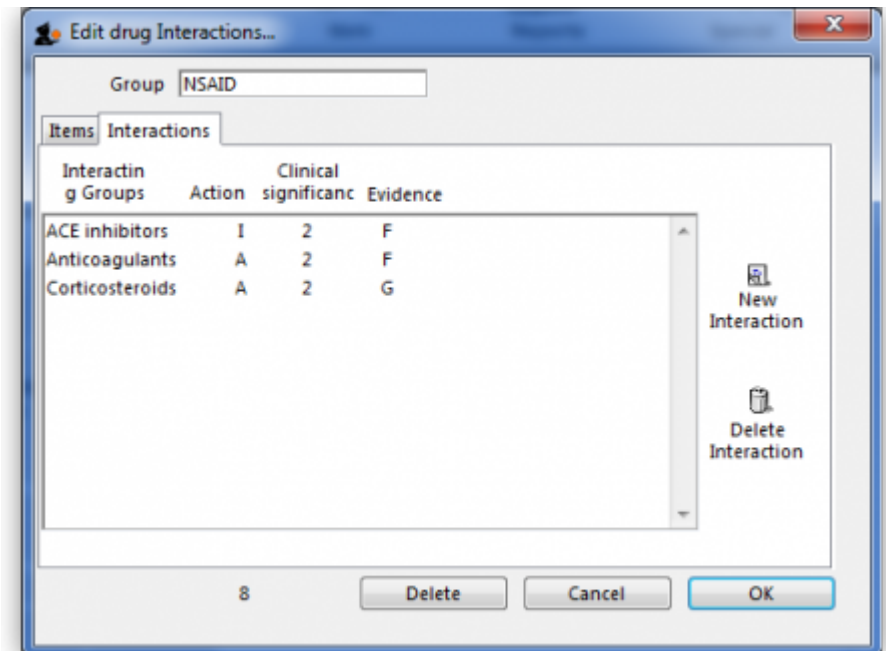 Edit drug Interactions...
Group NSAID
Items Interactions
Interactin Clinical
g Groups Action significanc Evidence
ACE inhibitors I 2 F
Anticoagulants A 2 F
Corticosteroids A 2 G
New
Interaction
Delete
Interaction
8 Delete Cancel OK